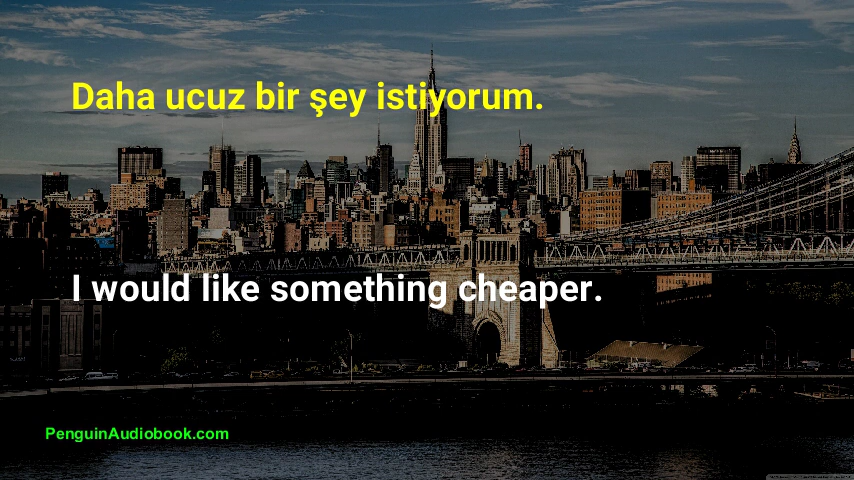 Daha ucuz bir şey istiyorum.
I would like something cheaper.
PenguinAudiobook.com